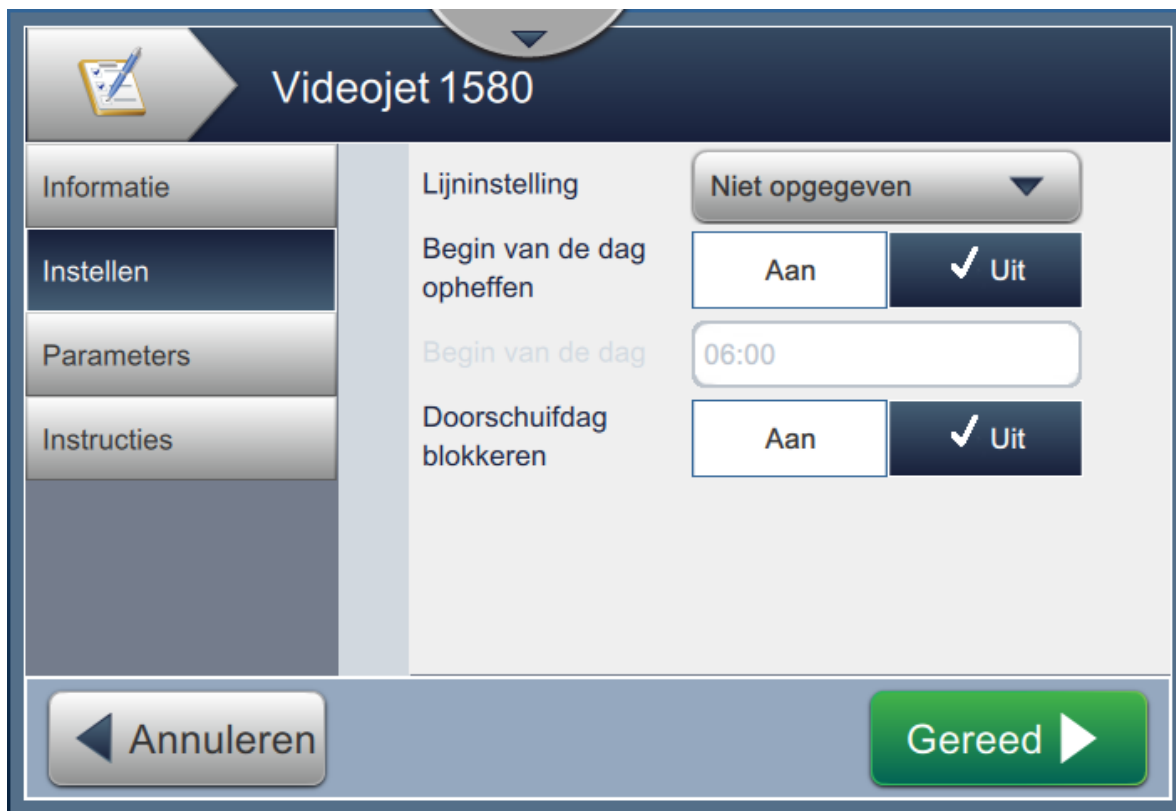 Videojet 1580
Informatie
Instellen
Parameters
Instructies
Lijninstelling
Niet opgegeven
Begin van de dag
opheffen
Aan
Uit
Begin van de dag
06:00
Doorschuifdag
blokkeren
Aan
Uit
Annuleren
Gereed